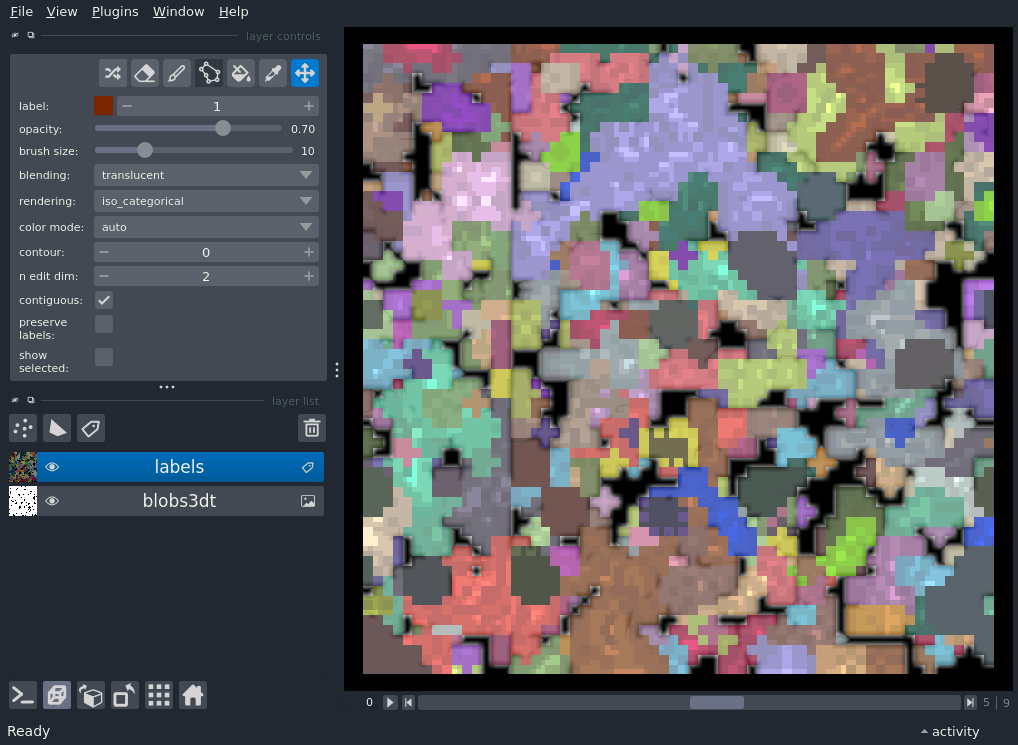 File View Plugins Window Help
layer controls
label: 1
opacity: 0.70
brush size: 10
blending: translucent
rendering: iso_categorical
color mode: auto
contour: 0
n edit dim: 2
contiguous:
preserve
labels:
show
selected:
layer list
labels
blobs3dt
0 5 9
Ready activity